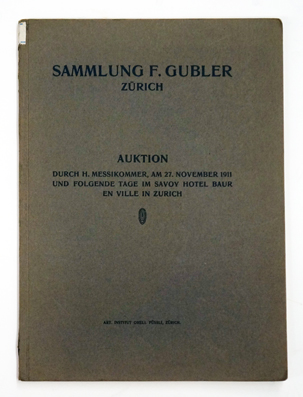 SAMMLUNG F. GUBLER
ZÜRICH
AUKTION
DURCH H. MESSIKOMMER, AM 27. NOVEMBER 1911
UND FOLGENDE TAGE IM SAVOY HOTEL BAUR
EN VILLE IN ZÜRICH
ART. INSTITUT ORELL FÜSSLI, ZÜRICH